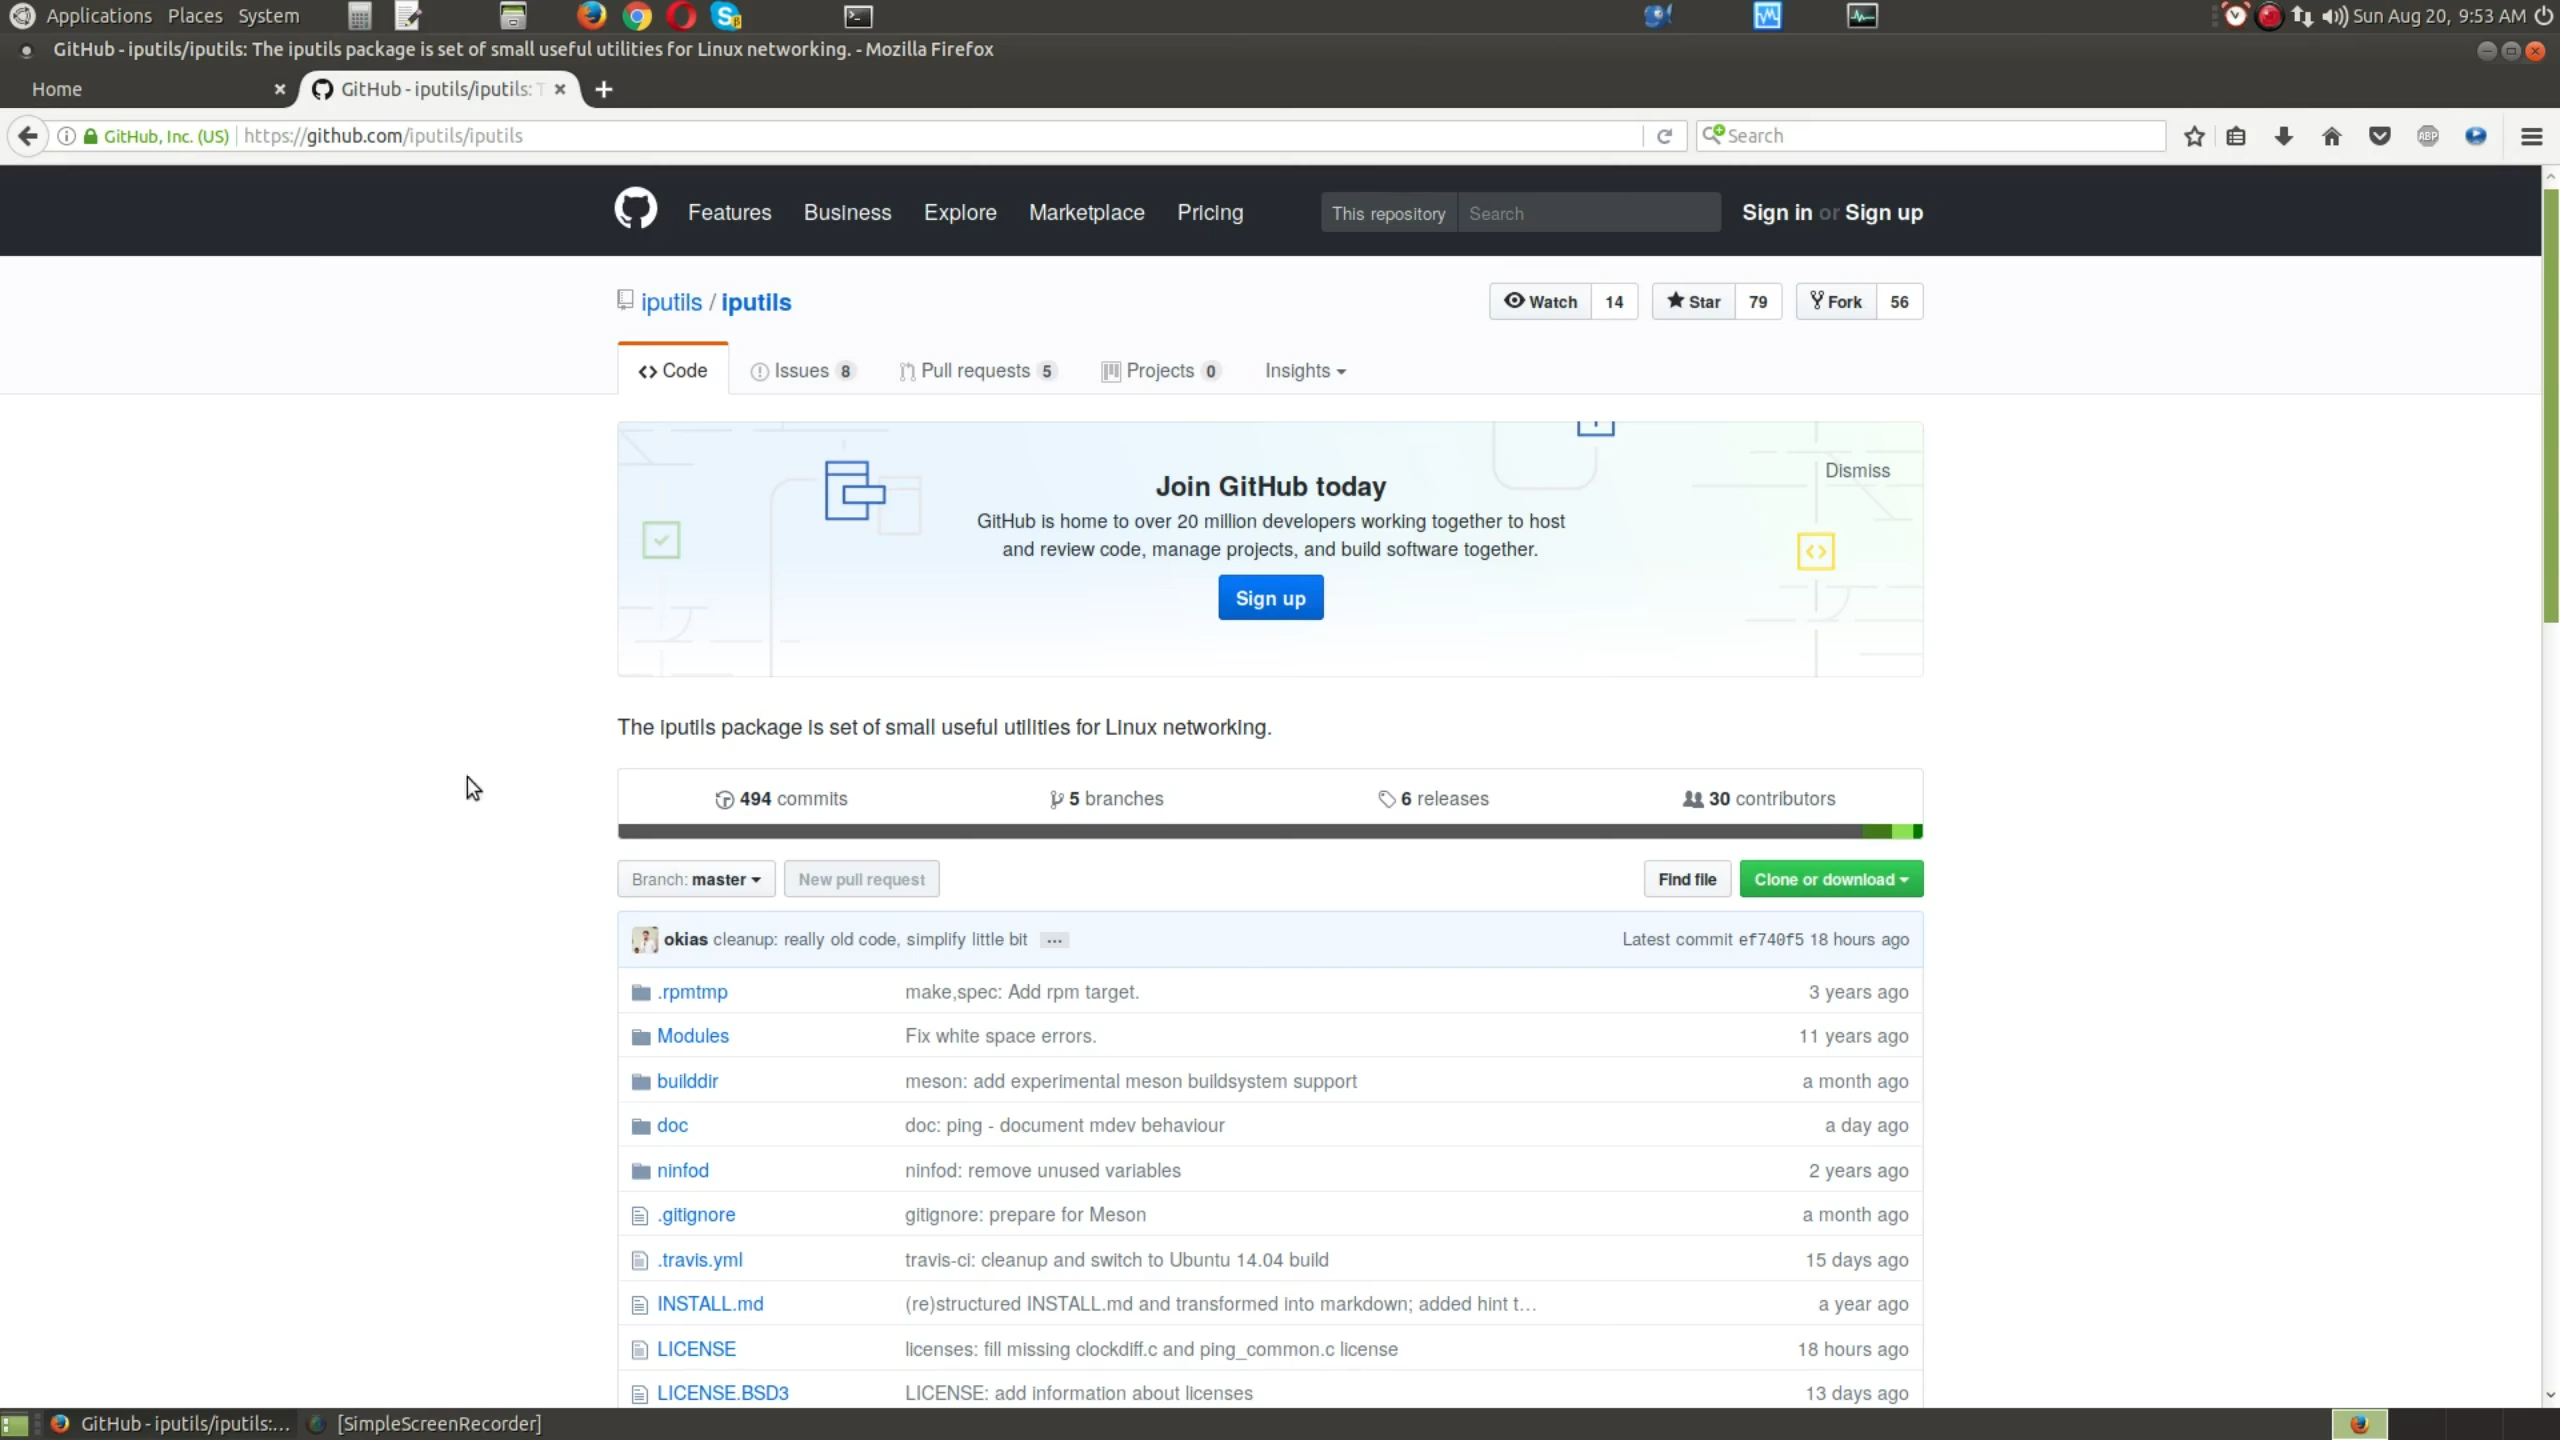 Applications Places System
Sun Aug 20, 9:53 AM
GitHub - iputils/iputils: The iputils package is set of small useful utilities for Linux networking. - Mozilla Firefox
Home
GitHub - iputils/iputils: T
GitHub, Inc. (US) https://github.com/iputils/iputils
Search
ABP
Features Business Explore Marketplace Pricing
This repository Search
Sign in or Sign up
iputils / iputils
Watch 14 Star 79 Fork 56
Code Issues 8 Pull requests 5 Projects 0 Insights
Join GitHub today
Dismiss
GitHub is home to over 20 million developers working together to host
and review code, manage projects, and build software together.
Sign up
The iputils package is set of small useful utilities for Linux networking.
494 commits 5 branches 6 releases 30 contributors
Branch: master New pull request Find file Clone or download
okias cleanup: really old code, simplify little bit … Latest commit ef740f5 18 hours ago
.rpmtmp make,spec: Add rpm target. 3 years ago
Modules Fix white space errors. 11 years ago
builddir meson: add experimental meson buildsystem support a month ago
doc doc: ping - document mdev behaviour a day ago
ninfod ninfod: remove unused variables 2 years ago
.gitignore gitignore: prepare for Meson a month ago
.travis.yml travis-ci: cleanup and switch to Ubuntu 14.04 build 15 days ago
INSTALL.md (re)structured INSTALL.md and transformed into markdown; added hint t… a year ago
LICENSE licenses: fill missing clockdiff.c and ping_common.c license 18 hours ago
LICENSE.BSD3 LICENSE: add information about licenses 13 days ago
GitHub - iputils/iputils:... [SimpleScreenRecorder]